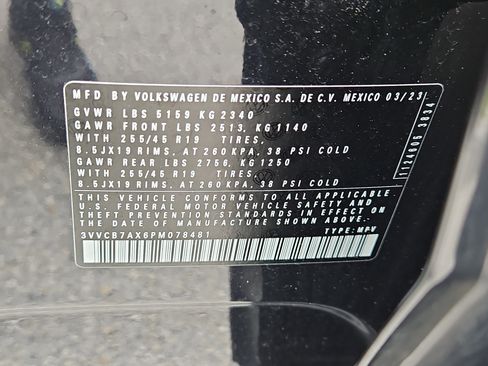 MFD BY VOLKSWAGEN DE MEXICO S.A. DE C.V. MEXICO 03/23
GVWR LBS 5159 KG 2340
GAWR FRONT LBS 2513, KG 1140
WITH 255/45 R19 TIRES,
8.5JX19 RIMS, AT 260 KPA, 38 PSI COLD
GAWR REAR LBS 2756, KG 1250
WITH 255/45 R19 TIRES,
8.5JX19 RIMS, AT 260 KPA, 38 PSI COLD
THIS VEHICLE CONFORMS TO ALL APPLICABLE
U.S. FEDERAL MOTOR VEHICLE SAFETY AND
THEFT PREVENTION STANDARDS IN EFFECT ON
THE DATE OF MANUFACTURE SHOWN ABOVE.
3VVCB7AX6PM078481 TYPE: MPV
1124005 3034